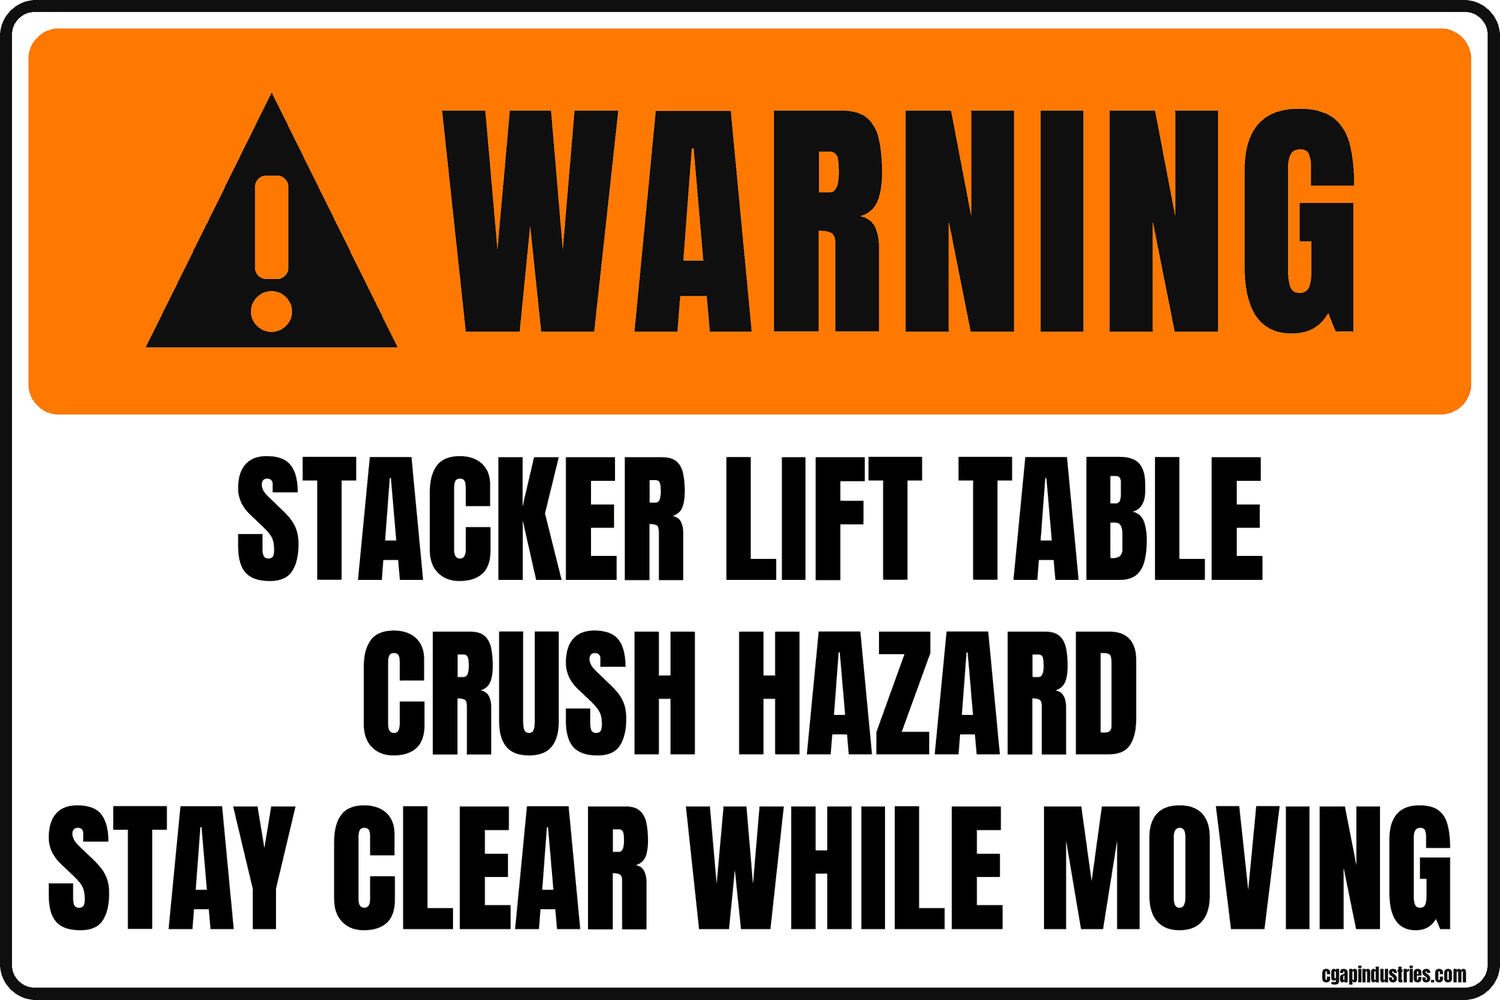 WARNING
STACKER LIFT TABLE
CRUSH HAZARD
STAY CLEAR WHILE MOVING
cgapindustries.com